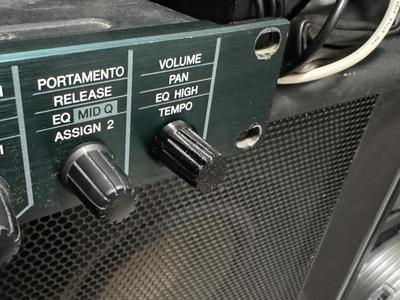 PORTAMENTO
RELEASE
EQ MID Q
ASSIGN 2
VOLUME
PAN
EQ HIGH
TEMPO